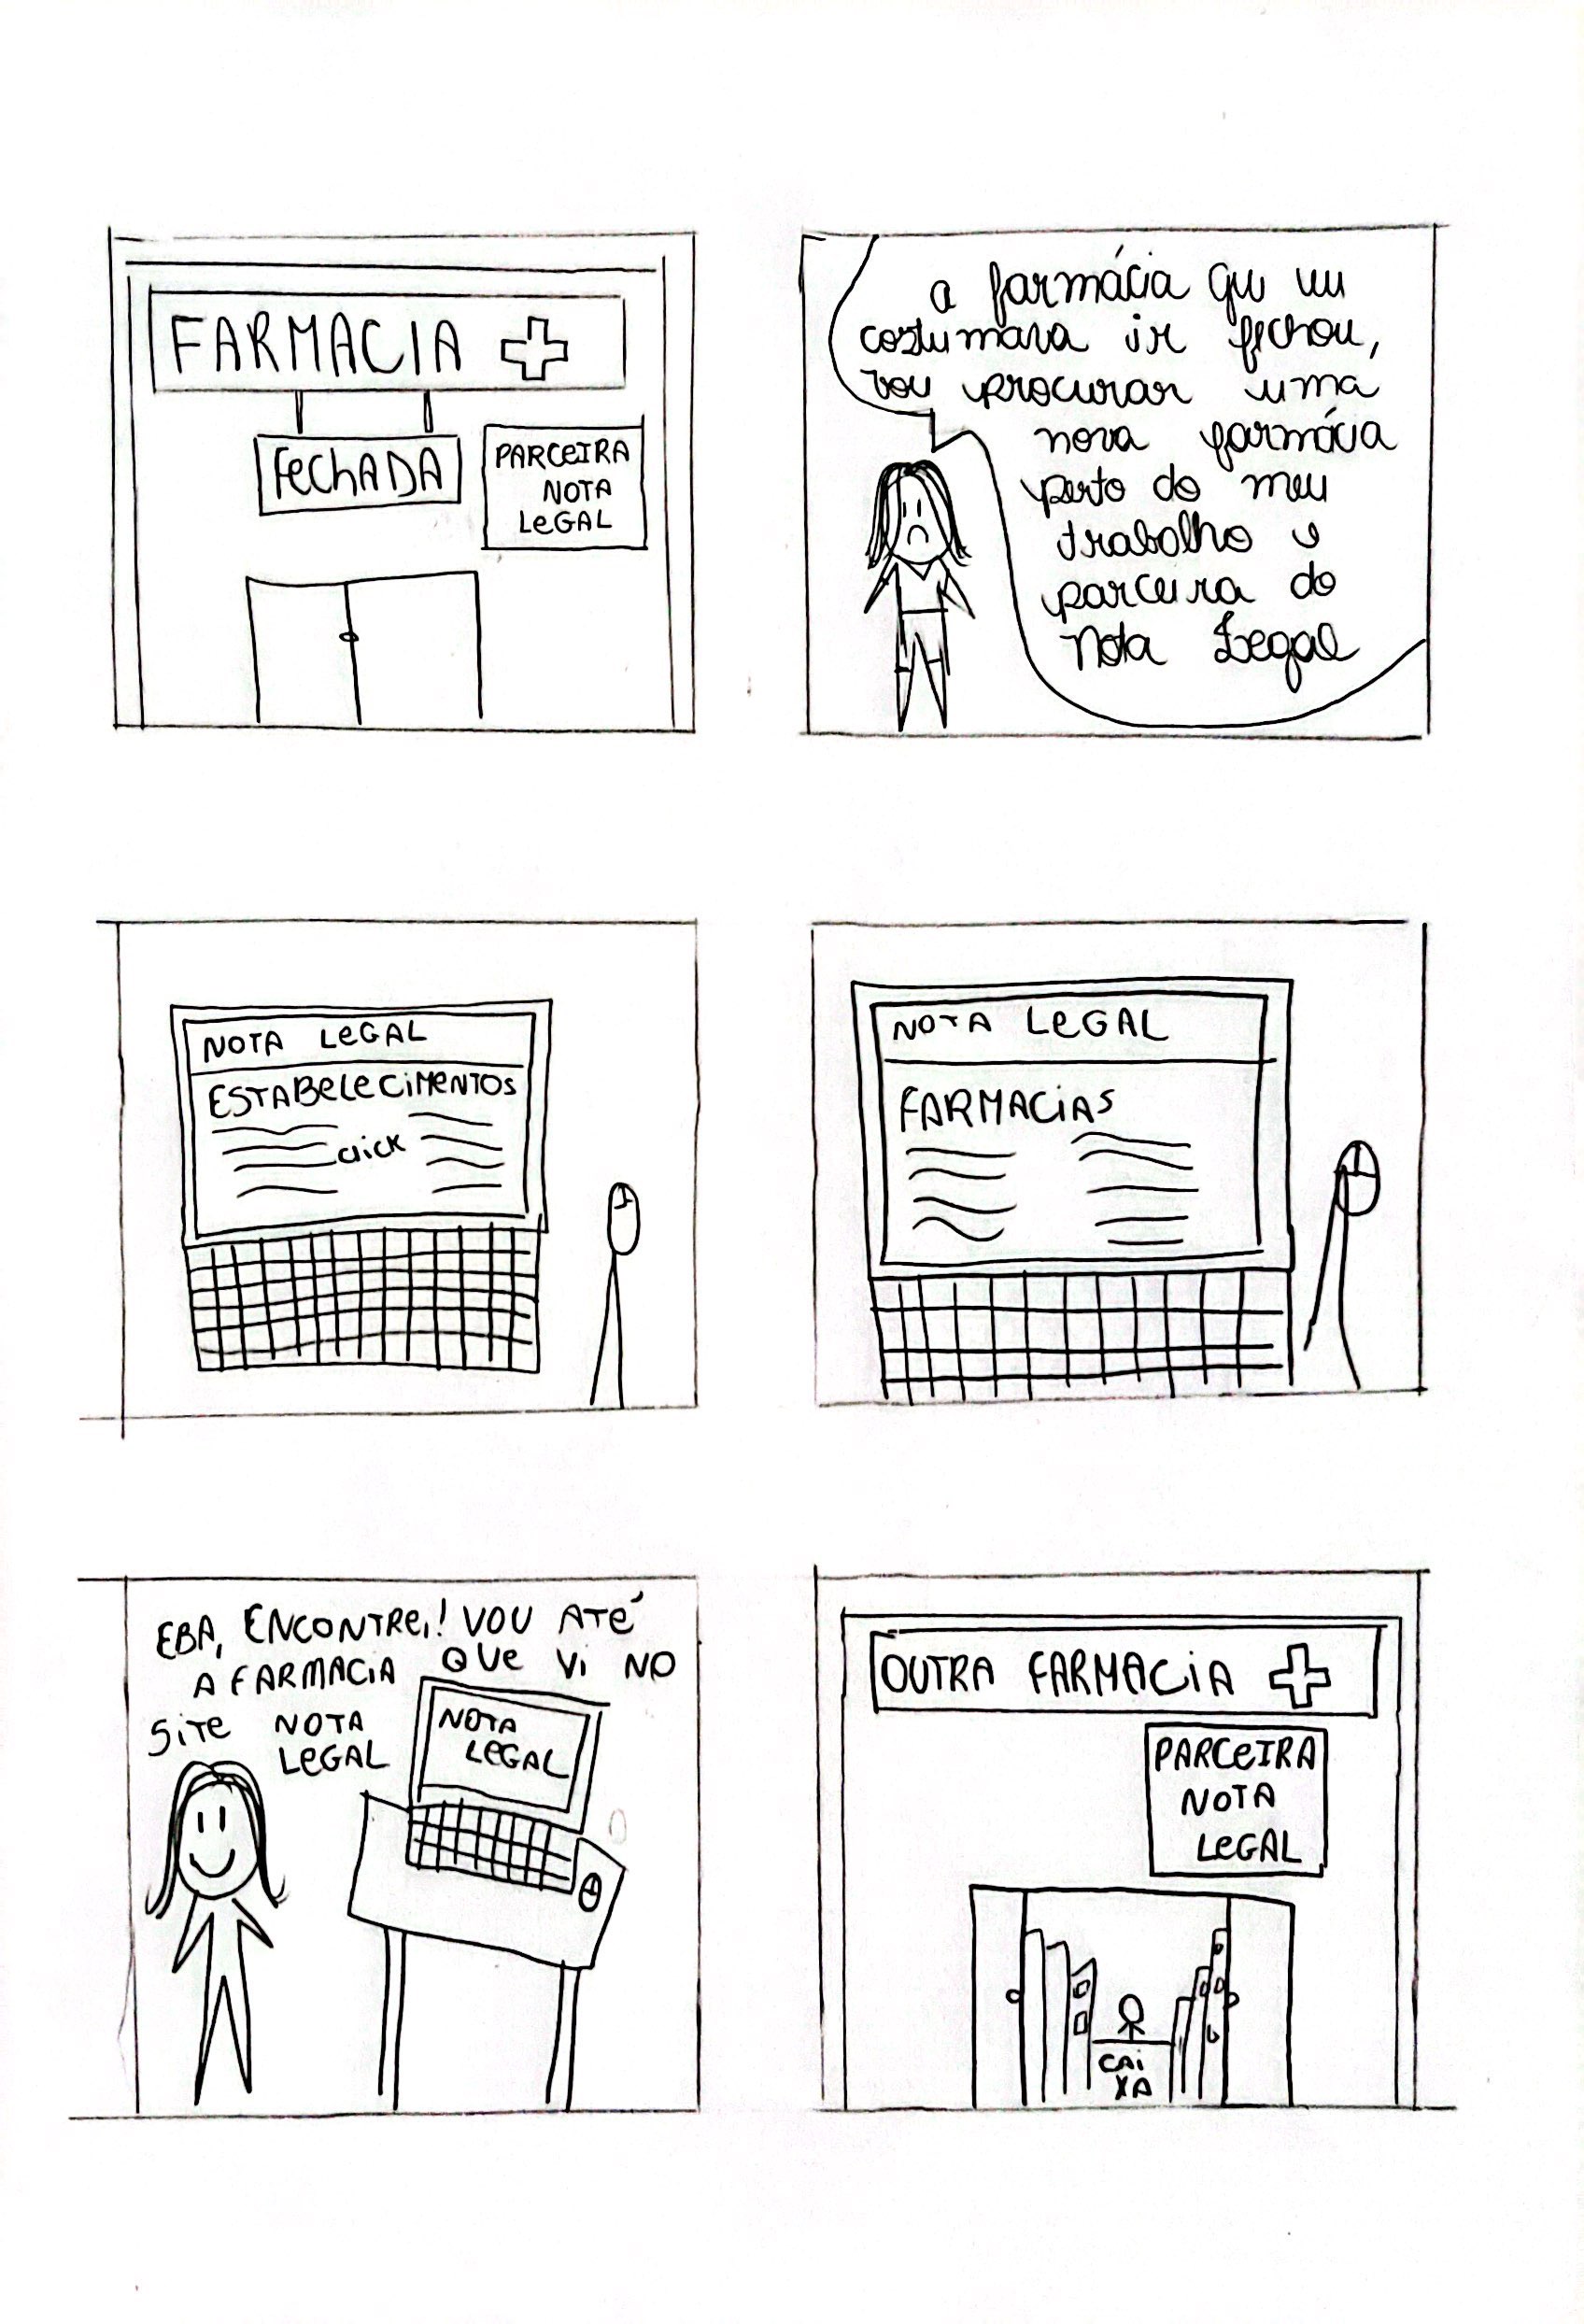 FARMACIA
FECHADA
PARCEIRA
NOTA
LEGAL
a farmácia que eu
costumava ir fechou,
vou procurar uma
nova farmácia
perto do meu
trabalho e
parceira do
Nota Legal
NOTA LEGAL
ESTABELECIMENTOS
click
NOTA LEGAL
FARMACIAS
EBA, ENCONTREI! VOU ATÉ
A FARMACIA QUE VI NO
SITE NOTA
LEGAL
NOTA
LEGAL
OUTRA FARMACIA
PARCEIRA
NOTA
LEGAL
CAI
XA